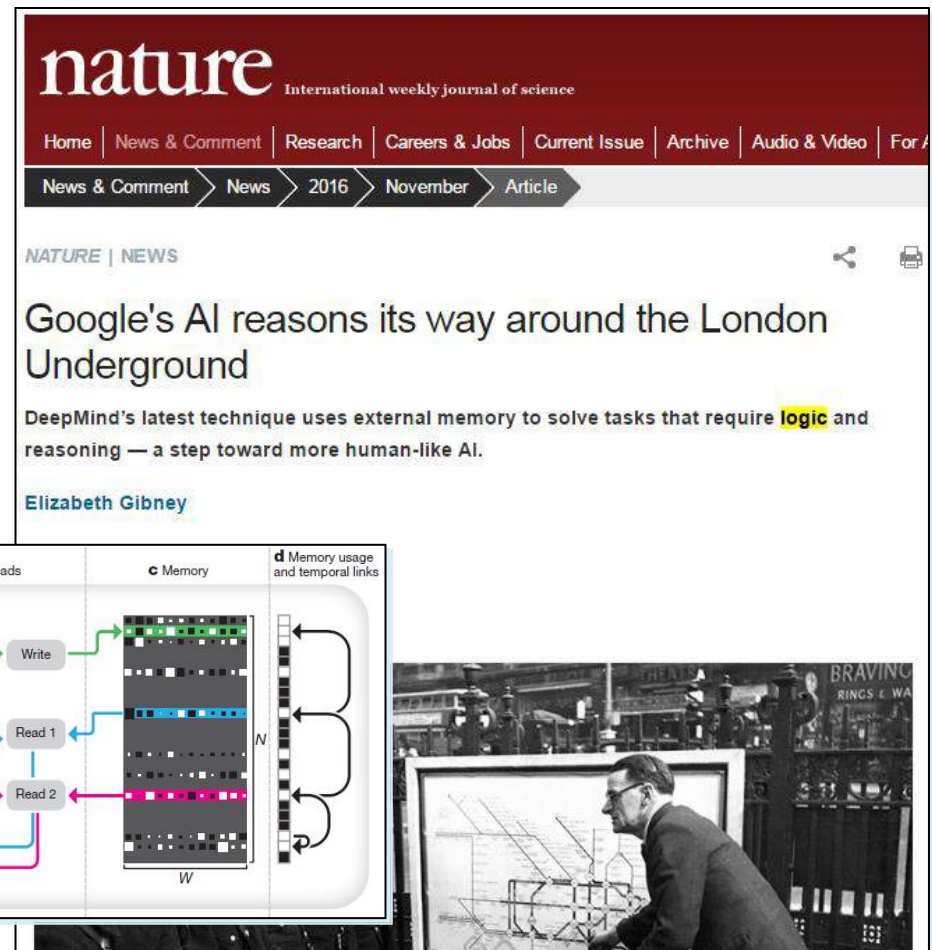 nature International weekly journal of science
Home News & Comment Research Careers & Jobs Current Issue Archive Audio & Video For A
News & Comment News 2016 November Article
NATURE | NEWS
Google's AI reasons its way around the London
Underground
DeepMind’s latest technique uses external memory to solve tasks that require logic and
reasoning — a step toward more human-like AI.
Elizabeth Gibney
ads
c Memory
d Memory usage
and temporal links
Write
Read 1
Read 2
N
W
BRAVING
RINGS & WA